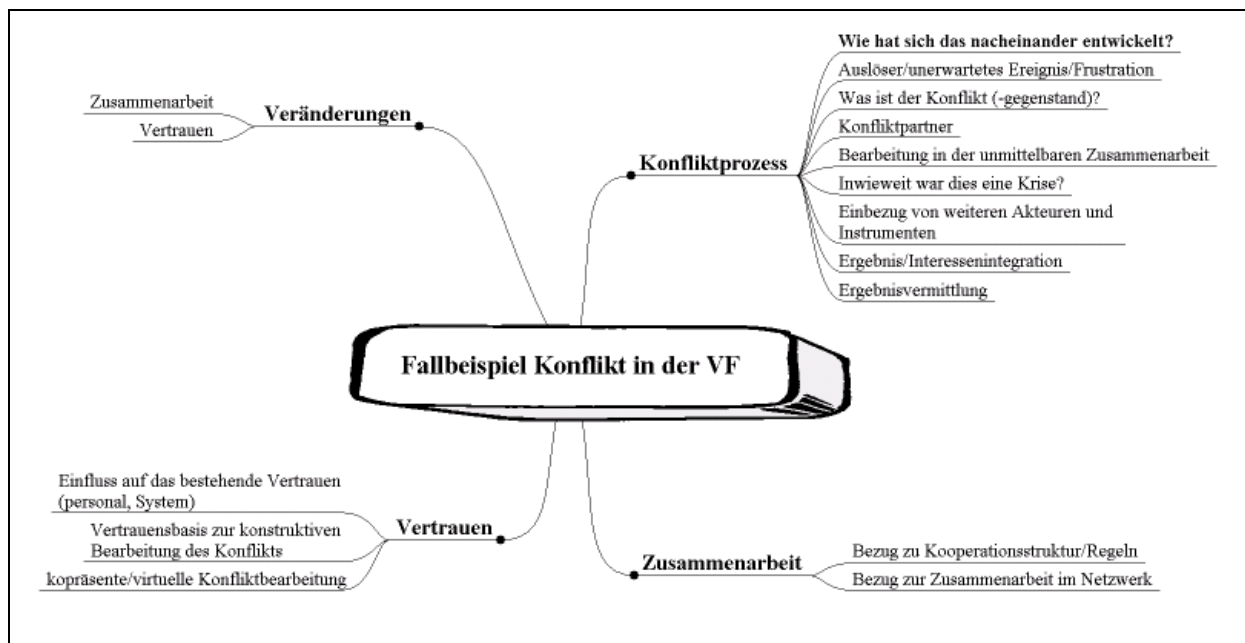 Wie hat sich das nacheinander entwickelt?
Auslöser/unerwartetes Ereignis/Frustration
Was ist der Konflikt (-gegenstand)?
Konfliktpartner
Bearbeitung in der unmittelbaren Zusammenarbeit
Inwieweit war dies eine Krise?
Einbezug von weiteren Akteuren und
Instrumenten
Ergebnis/Interessenintegration
Ergebnisvermittlung
Konfliktprozess
Zusammenarbeit
Vertrauen
Veränderungen
Fallbeispiel Konflikt in der VF
Einfluss auf das bestehende Vertrauen
(personal, System)
Vertrauensbasis zur konstruktiven
Bearbeitung des Konflikts
kopräsente/virtuelle Konfliktbearbeitung
Vertrauen
Zusammenarbeit
Bezug zu Kooperationsstruktur/Regeln
Bezug zur Zusammenarbeit im Netzwerk